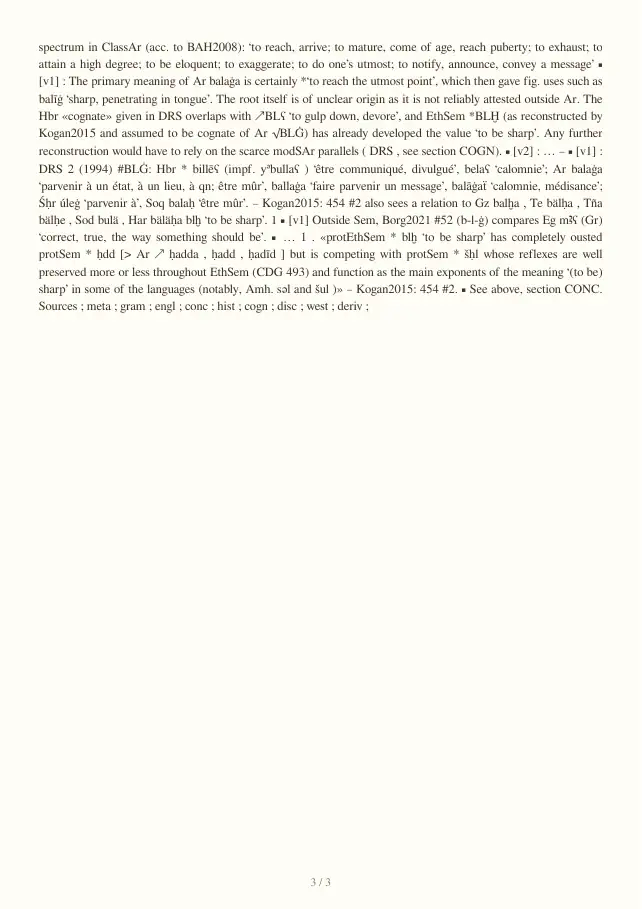 spectrum in ClassAr (acc. to BAH2008): ‘to reach, arrive; to mature, come of age, reach puberty; to exhaust; to
attain a high degree; to be eloquent; to exaggerate; to do one’s utmost; to notify, announce, convey a message’ ▪
[v1] : The primary meaning of Ar balaġa is certainly *‘to reach the utmost point’, which then gave fig. uses such as
balīġ ‘sharp, penetrating in tongue’. The root itself is of unclear origin as it is not reliably attested outside Ar. The
Hbr «cognate» given in DRS overlaps with ↗BLʕ ‘to gulp down, devore’, and EthSem *BLḪ (as reconstructed by
Kogan2015 and assumed to be cognate of Ar √BLĠ) has already developed the value ‘to be sharp’. Any further
reconstruction would have to rely on the scarce modSAr parallels ( DRS , see section COGN). ▪ [v2] : … – ▪ [v1] :
DRS 2 (1994) #BLĠ: Hbr * billēʕ (impf. yᵊbullaʕ ) ‘être communiqué, divulgué’, belaʕ ‘calomnie’; Ar balaġa
‘parvenir à un état, à un lieu, à qn; être mûr’, ballaġa ‘faire parvenir un message’, balāġaẗ ‘calomnie, médisance’;
Śḥr úleġ ‘parvenir à’, Soq balaḥ ‘être mûr’. – Kogan2015: 454 #2 also sees a relation to Gz balḫa , Te bälḥa , Tña
bälḥe , Sod bulä , Har bäläḥa blḫ ‘to be sharp’. 1 ▪ [v1] Outside Sem, Borg2021 #52 (b-l-ġ) compares Eg mꜣꜥ (Gr)
‘correct, true, the way something should be’. ▪ … 1 . «protEthSem * blḫ ‘to be sharp’ has completely ousted
protSem * ḥdd [> Ar ↗ ḥadda , ḥadd , ḥadīd ] but is competing with protSem * šḥl whose reflexes are well
preserved more or less throughout EthSem (CDG 493) and function as the main exponents of the meaning ‘(to be)
sharp’ in some of the languages (notably, Amh. səl and šul )» – Kogan2015: 454 #2. ▪ See above, section CONC.
Sources ; meta ; gram ; engl ; conc ; hist ; cogn ; disc ; west ; deriv ;
3 / 3